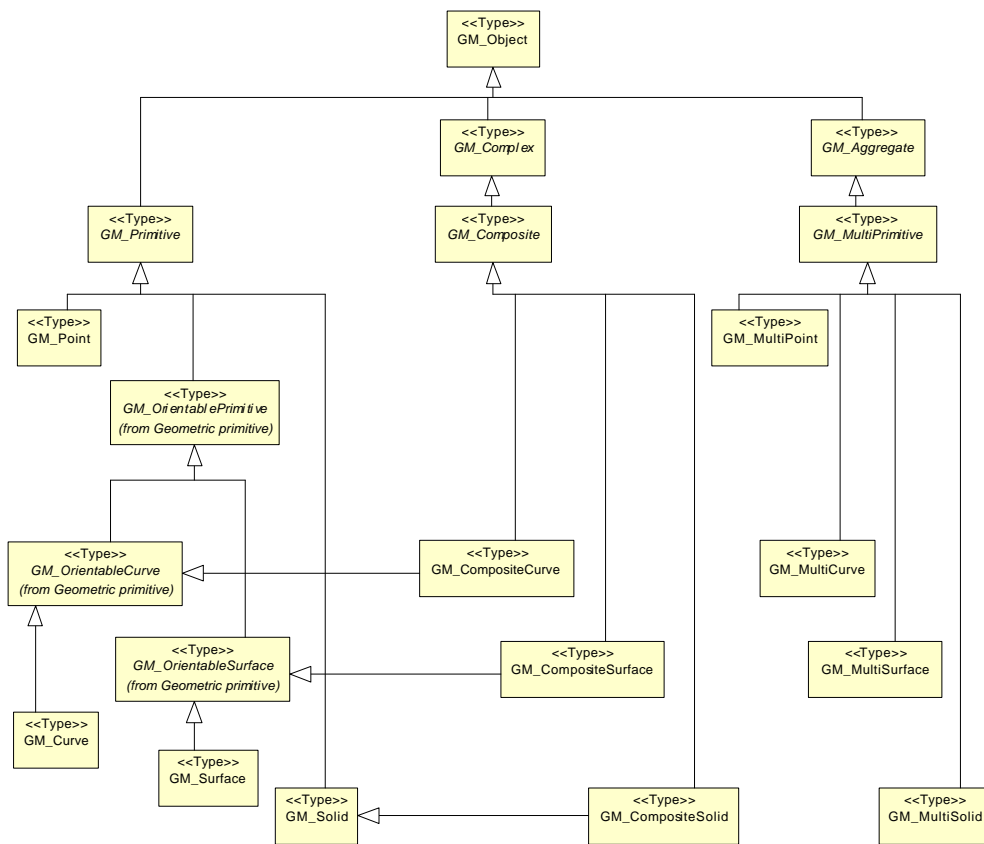 <<Type>>
GM_Object
<<Type>>
GM_Complex
<<Type>>
GM_Aggregate
<<Type>>
GM_Primitive
<<Type>>
GM_Composite
<<Type>>
GM_MultiPrimitive
<<Type>>
GM_Point
<<Type>>
GM_MultiPoint
<<Type>>
GM_OrientablePrimitive
(from Geometric primitive)
<<Type>>
GM_OrientableCurve
(from Geometric primitive)
<<Type>>
GM_CompositeCurve
<<Type>>
GM_MultiCurve
<<Type>>
GM_OrientableSurface
(from Geometric primitive)
<<Type>>
GM_CompositeSurface
<<Type>>
GM_MultiSurface
<<Type>>
GM_Curve
<<Type>>
GM_Surface
<<Type>>
GM_Solid
<<Type>>
GM_CompositeSolid
<<Type>>
GM_MultiSolid